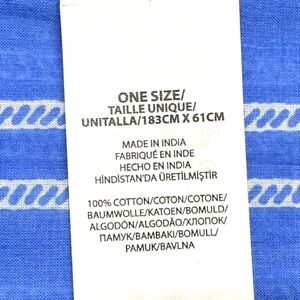 ONE SIZE/
TAILLE UNIQUE/
UNITALLA/183CM X 61CM
MADE IN INDIA
FABRIQUÉ EN INDE
HECHO EN INDIA
HİNDİSTAN'DA ÜRETİLMİŞTİR
100% COTTON/COTON/COTONE/
BAUMWOLLE/KATOEN/BOMULD/
ALGODÓN/ALGODÃO/ХЛОПОК/
ПАМУК/BAMBAKI/BOMULL/
PAMUK/BAVLNA